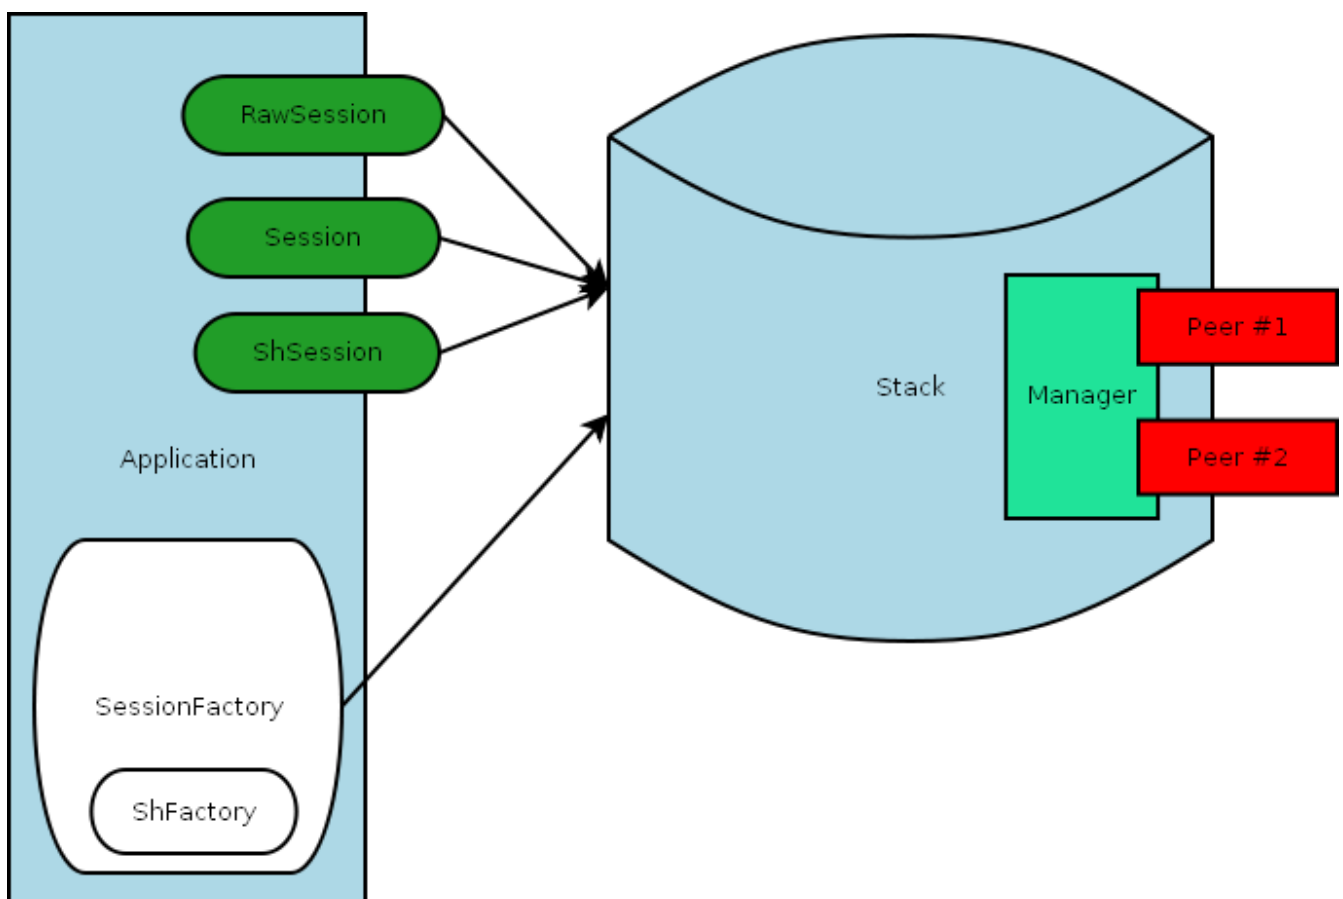 RawSession
Session
ShSession
Application
SessionFactory
ShFactory
Stack
Manager
Peer #1
Peer #2